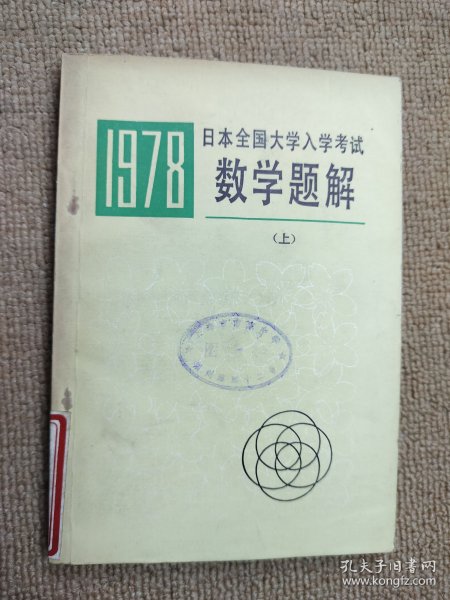 1978
日本全国大学入学考试
数学题解
(上)
孔夫子旧书网
www.kongfz.com